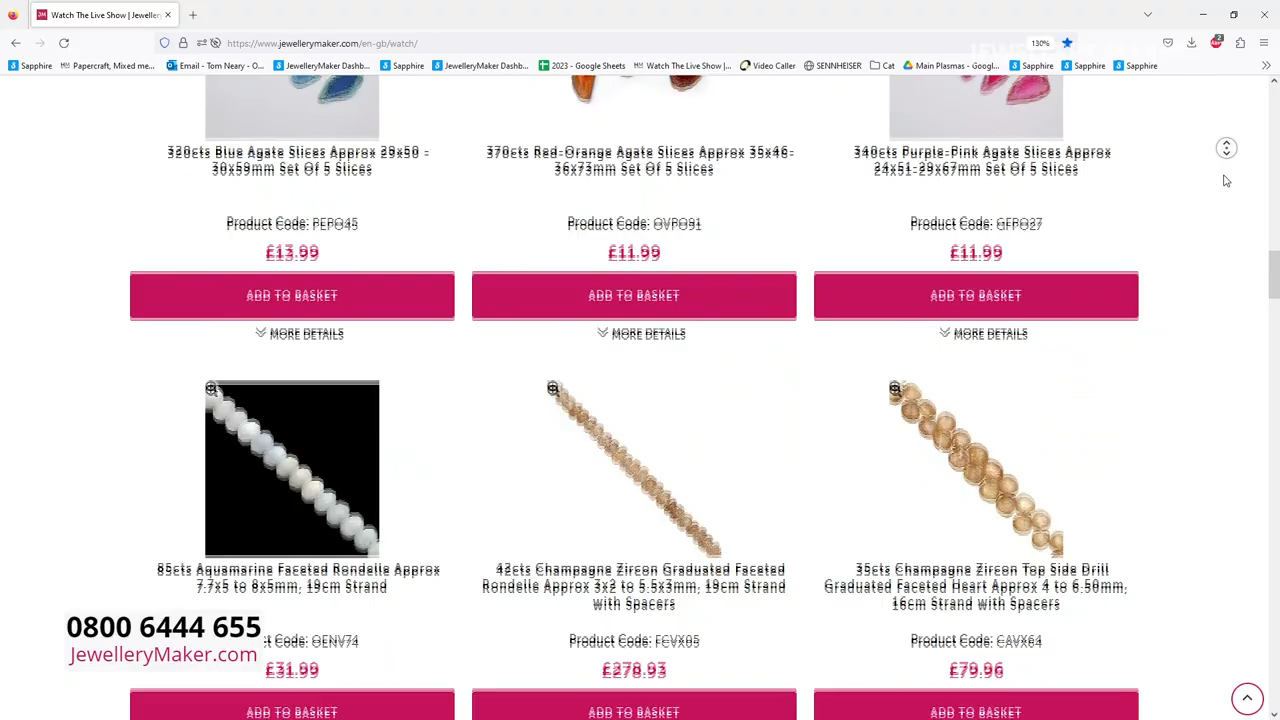 Watch The Live Show | Jeweller
https://www.jewellerymaker.com/en-gb/watch/
130%
2
Sapphire Papercraft, Mixed me... Email - Tom Neary – O... JewelleryMaker Dashb... Sapphire JewelleryMaker Dashb... 2023 - Google Sheets Watch The Live Show |... Video Caller SENNHEISER Cat Main Plasmas - Googl... Sapphire Sapphire Sapphire
320cts Blue Agate Slices Approx 29x50 -
30x59mm Set Of 5 Slices
370cts Red-Orange Agate Slices Approx 35x46-
36x73mm Set Of 5 Slices
340cts Purple-Pink Agate Slices Approx
24x51-29x67mm Set Of 5 Slices
Product Code: PEPO45
Product Code: OVPO91
Product Code: GFPO27
£13.99
£11.99
£11.99
ADD TO BASKET
ADD TO BASKET
ADD TO BASKET
MORE DETAILS
MORE DETAILS
MORE DETAILS
85cts Aquamarine Faceted Rondelle Approx
7.7x5 to 8x5mm, 19cm Strand
42cts Champagne Zircon Graduated Faceted
Rondelle Approx 3x2 to 5.5x3mm, 19cm Strand
with Spacers
35cts Champagne Zircon Top Side Drill
Graduated Faceted Heart Approx 4 to 6.50mm,
16cm Strand with Spacers
0800 6444 655
JewelleryMaker.com
ct Code: OENV74
Product Code: FCVX05
Product Code: CAVX64
£31.99
£278.93
£79.96
ADD TO BASKET
ADD TO BASKET
ADD TO BASKET